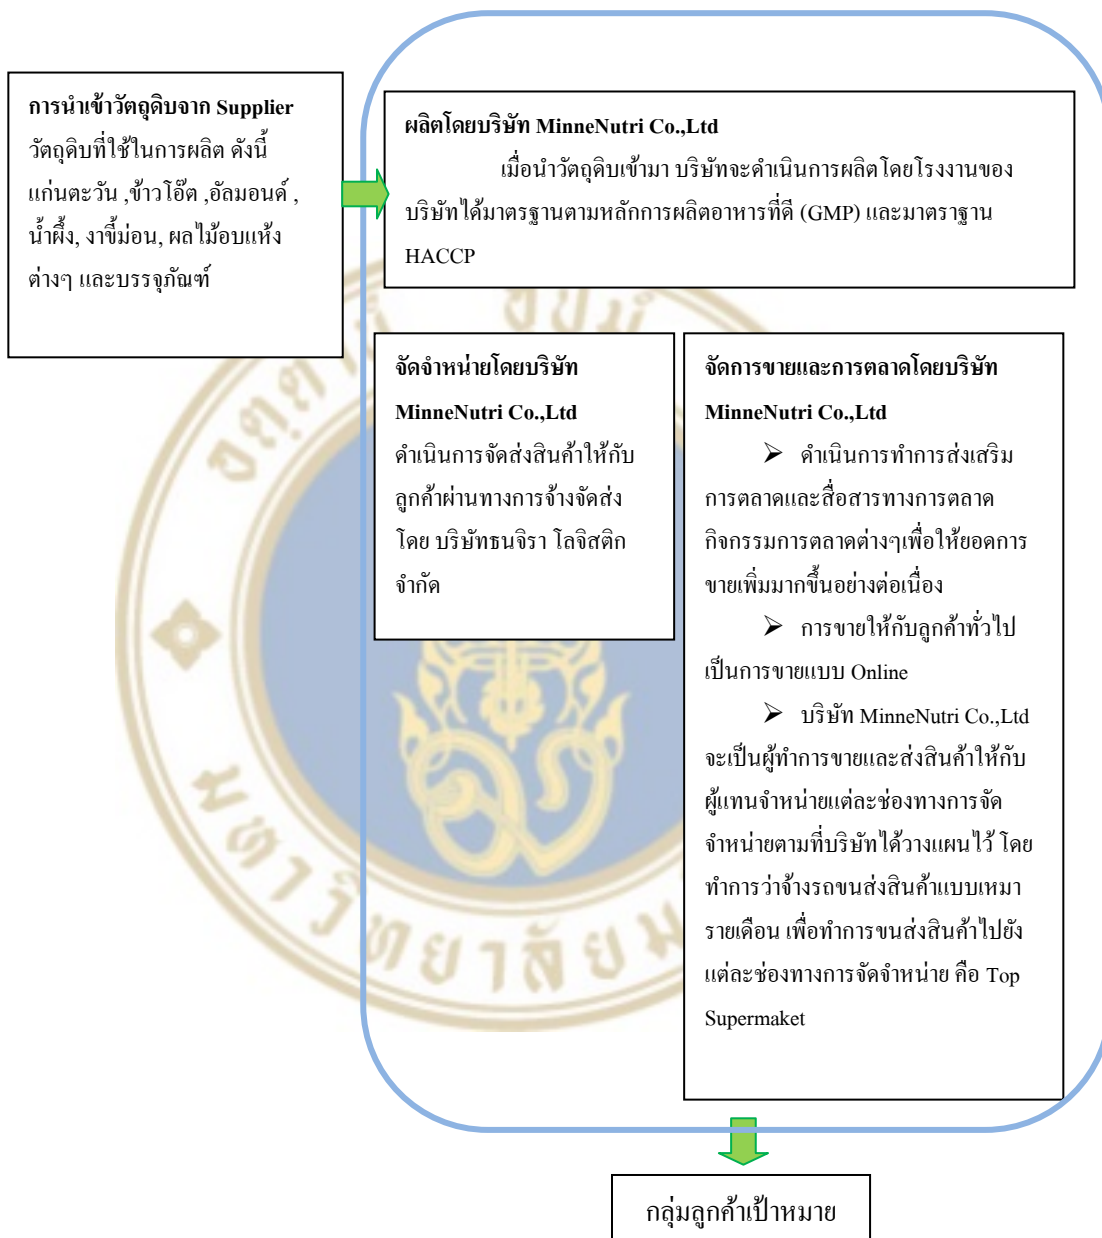 การนำเข้าวัตถุดิบจาก Supplier
วัตถุดิบที่ใช้ในการผลิต ดังนี้
แก่นตะวัน ,ข้าวโอ๊ต ,อัลมอนด์ ,
น้ำผึ้ง, งาขี้ม่อน, ผลไม้อบแห้ง
ต่างๆ และบรรจุภัณฑ์
ผลิตโดยบริษัท MinneNutri Co.,Ltd
เมื่อนำวัตถุดิบเข้ามา บริษัทจะดำเนินการผลิตโดยโรงงานของ
บริษัทได้มาตรฐานตามหลักการผลิตอาหารที่ดี (GMP) และมาตราฐาน
HACCP
จัดจำหน่ายโดยบริษัท
MinneNutri Co.,Ltd
ดำเนินการจัดส่งสินค้าให้กับ
ลูกค้าผ่านทางการจ้างจัดส่ง
โดย บริษัทธนจิรา โลจิสติก
จำกัด
จัดการขายและการตลาดโดยบริษัท
MinneNutri Co.,Ltd
➢ ดำเนินการทำการส่งเสริม
การตลาดและสื่อสารทางการตลาด
กิจกรรมการตลาดต่างๆเพื่อให้ยอดการ
ขายเพิ่มมากขึ้นอย่างต่อเนื่อง
➢ การขายให้กับลูกค้าทั่วไป
เป็นการขายแบบ Online
➢ บริษัท MinneNutri Co.,Ltd
จะเป็นผู้ทำการขายและส่งสินค้าให้กับ
ผู้แทนจำหน่ายแต่ละช่องทางการจัด
จำหน่ายตามที่บริษัทได้วางแผนไว้ โดย
ทำการว่าจ้างรถขนส่งสินค้าแบบเหมา
รายเดือน เพื่อทำการขนส่งสินค้าไปยัง
แต่ละช่องทางการจัดจำหน่าย คือ Top
Supermaket
กลุ่มลูกค้าเป้าหมาย